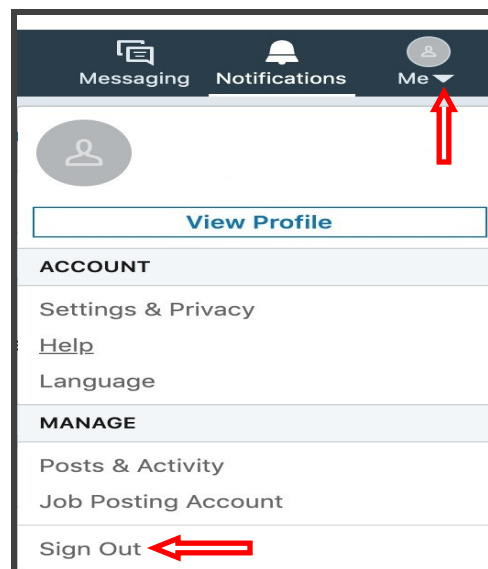 Messaging Notifications Me
View Profile
ACCOUNT
Settings & Privacy
Help
Language
MANAGE
Posts & Activity
Job Posting Account
Sign Out